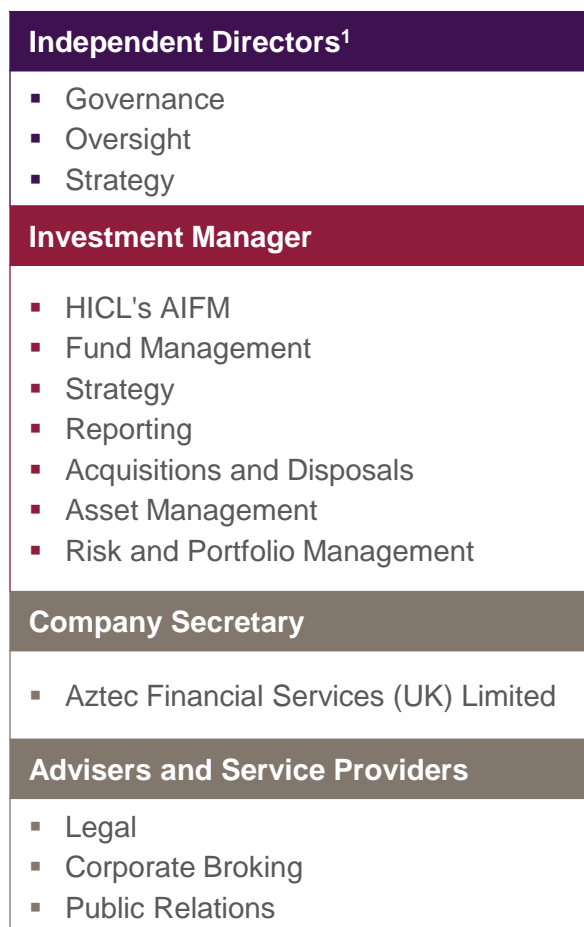 Independent Directors¹
▪ Governance
▪ Oversight
▪ Strategy
Investment Manager
▪ HICL's AIFM
▪ Fund Management
▪ Strategy
▪ Reporting
▪ Acquisitions and Disposals
▪ Asset Management
▪ Risk and Portfolio Management
Company Secretary
▪ Aztec Financial Services (UK) Limited
Advisers and Service Providers
▪ Legal
▪ Corporate Broking
▪ Public Relations